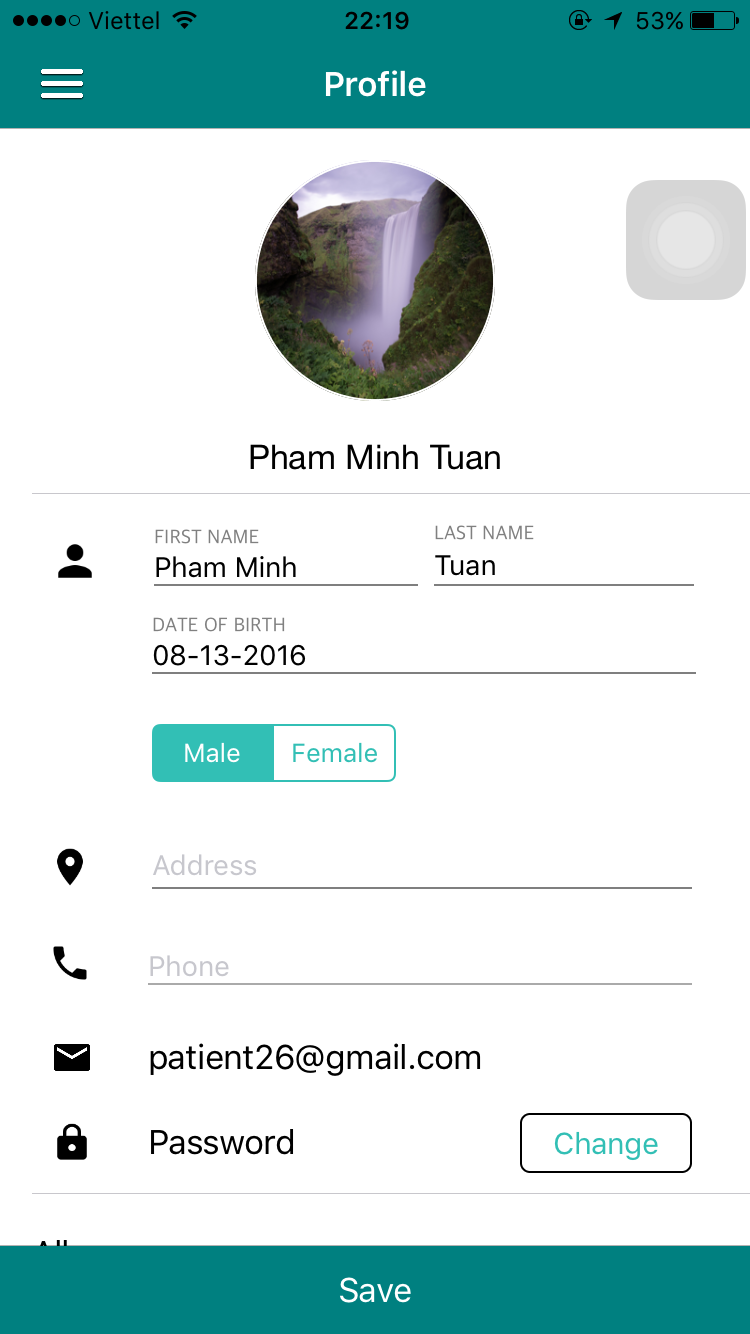 Viettel 22:19 53%
Profile
Pham Minh Tuan
FIRST NAME LAST NAME
Pham Minh Tuan
DATE OF BIRTH
08-13-2016
Male Female
Address
Phone
patient26@gmail.com
Password Change
Save